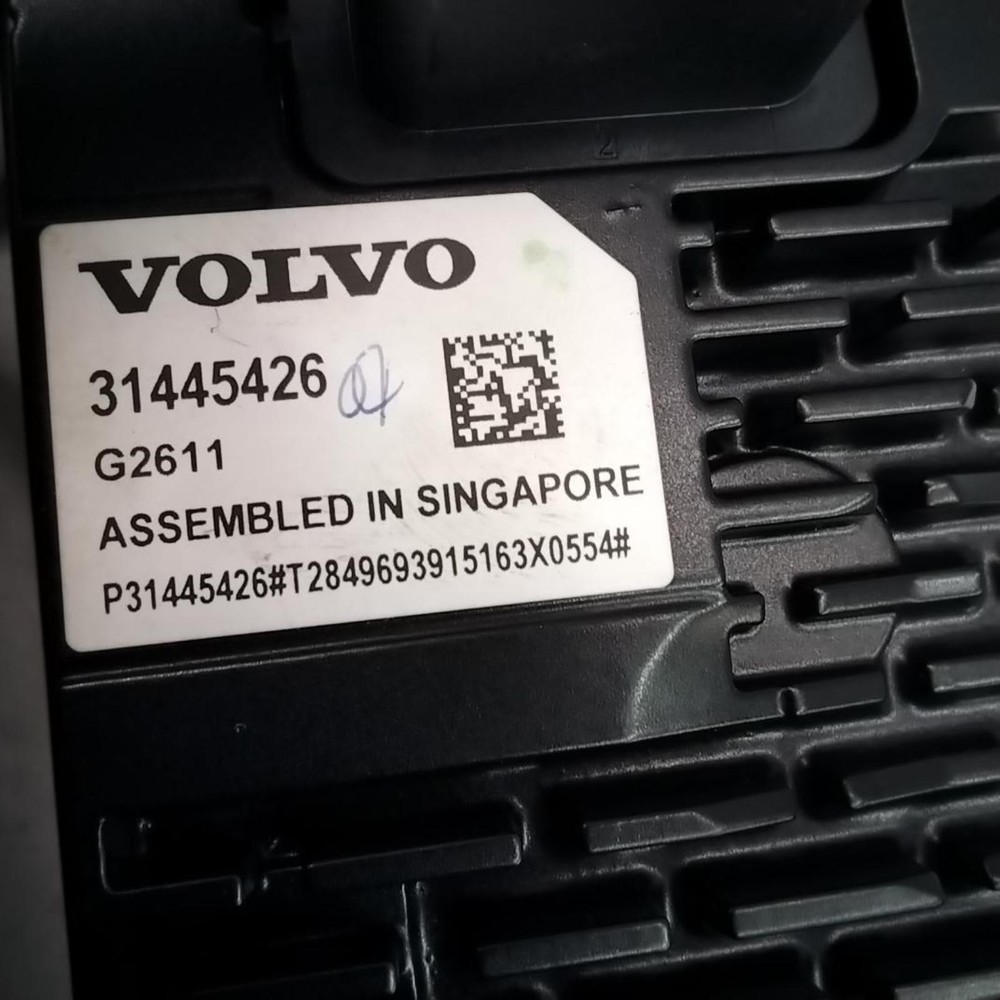 VOLVO
31445426
G2611
ASSEMBLED IN SINGAPORE
P31445426#T2849693915163X0554#